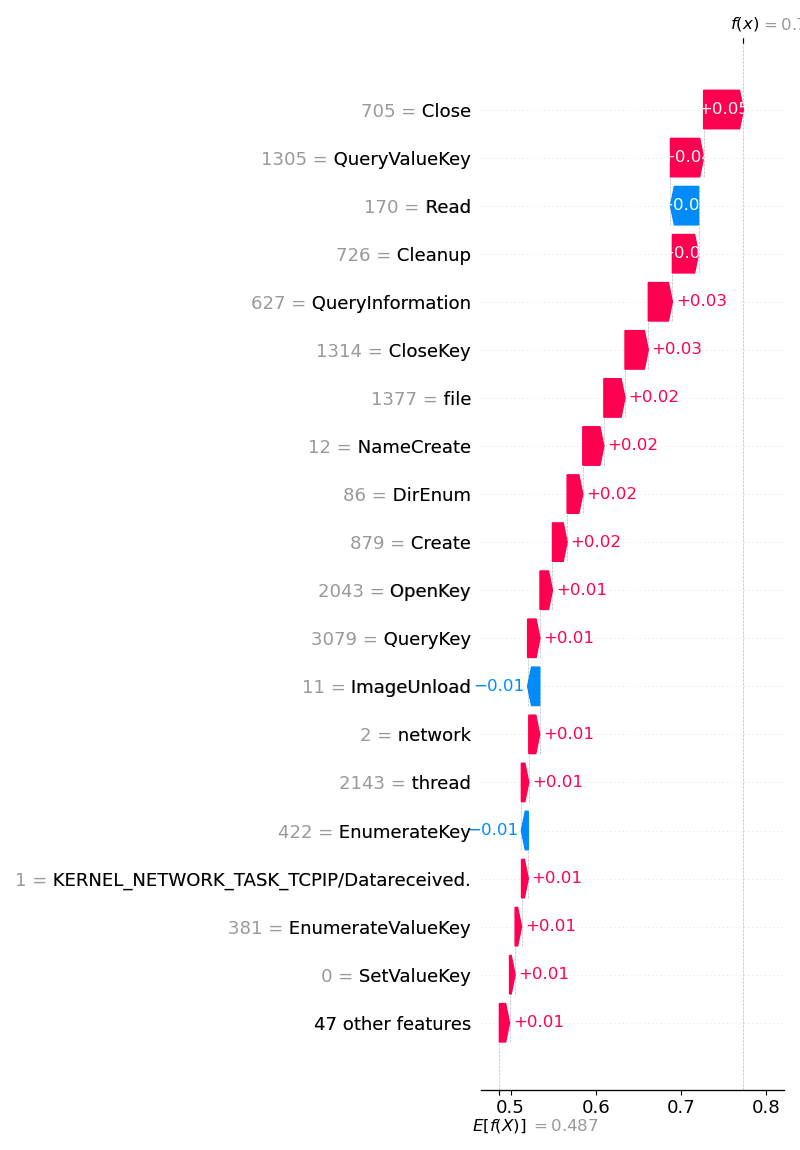 f(x) = 0.7
705 = Close +0.05
1305 = QueryValueKey +0.04
170 = Read
726 = Cleanup
627 = QueryInformation +0.03
1314 = CloseKey +0.03
1377 = file +0.02
12 = NameCreate +0.02
86 = DirEnum +0.02
879 = Create +0.02
2043 = OpenKey +0.01
3079 = QueryKey +0.01
11 = ImageUnload −0.01
2 = network +0.01
2143 = thread +0.01
422 = EnumerateKey −0.01
1 = KERNEL_NETWORK_TASK_TCPIP/Datareceived. +0.01
381 = EnumerateValueKey +0.01
0 = SetValueKey +0.01
47 other features +0.01
0.5 0.6 0.7 0.8
E[f(X)] = 0.487